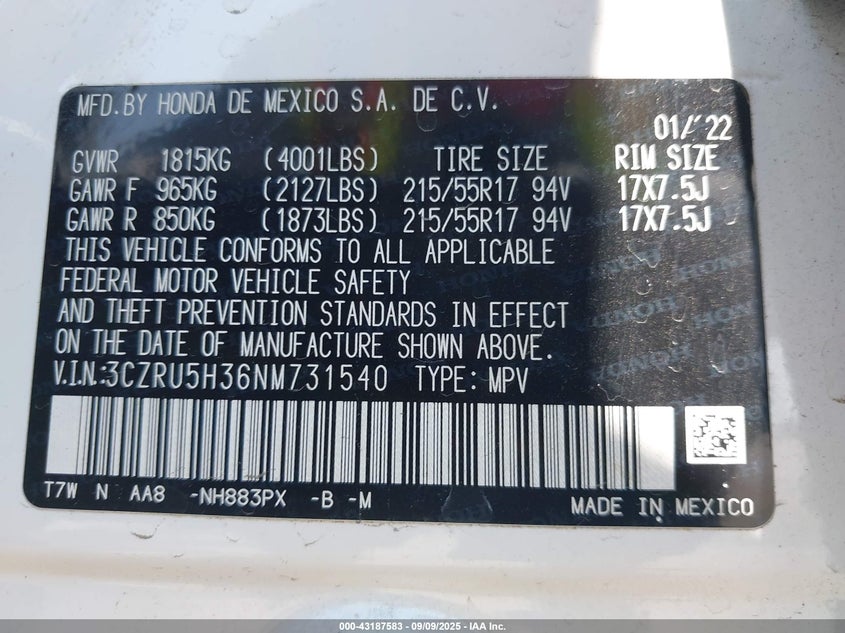 MFD.BY HONDA DE MEXICO S.A. DE C.V.
01/'22
GVWR 1815KG (4001LBS) TIRE SIZE RIM SIZE
GAWR F 965KG (2127LBS) 215/55R17 94V 17X7.5J
GAWR R 850KG (1873LBS) 215/55R17 94V 17X7.5J
THIS VEHICLE CONFORMS TO ALL APPLICABLE
FEDERAL MOTOR VEHICLE SAFETY
AND THEFT PREVENTION STANDARDS IN EFFECT
ON THE DATE OF MANUFACTURE SHOWN ABOVE.
V.I.N.:3CZRU5H36NM731540 TYPE: MPV
T7W N AA8 -NH883PX -B -M MADE IN MEXICO
000-43187583 - 09/09/2025 - IAA Inc.